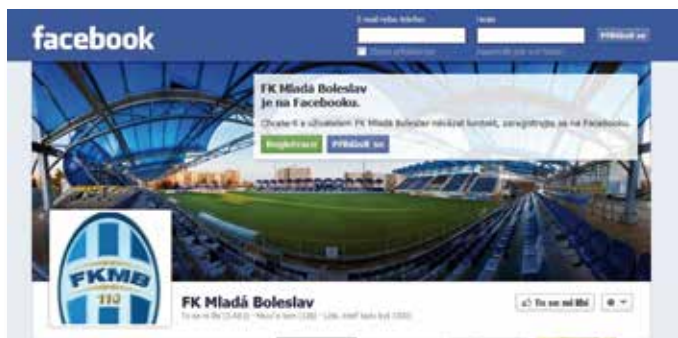 facebook
E-mail nebo telefon
Heslo
Přihlásit se
FK Mladá Boleslav
je na Facebooku.
Chcete-li s uživatelem FK Mladá Boleslav navázat kontakt, zaregistrujte se na Facebooku.
Registrace Přihlásit se
FKMB
110
FK Mladá Boleslav
To se mi líbí